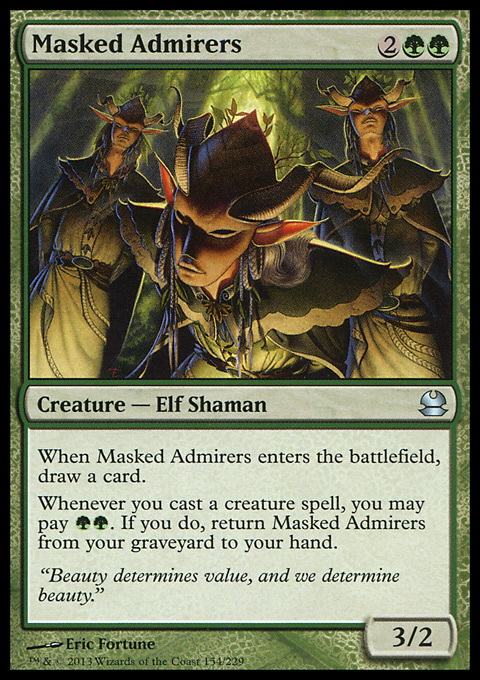 Masked Admirers 2
Creature — Elf Shaman
When Masked Admirers enters the battlefield,
draw a card.
Whenever you cast a creature spell, you may
pay . If you do, return Masked Admirers
from your graveyard to your hand.
“Beauty determines value, and we determine
beauty.”
Eric Fortune
3/2
™ & © 2013 Wizards of the Coast 154/229